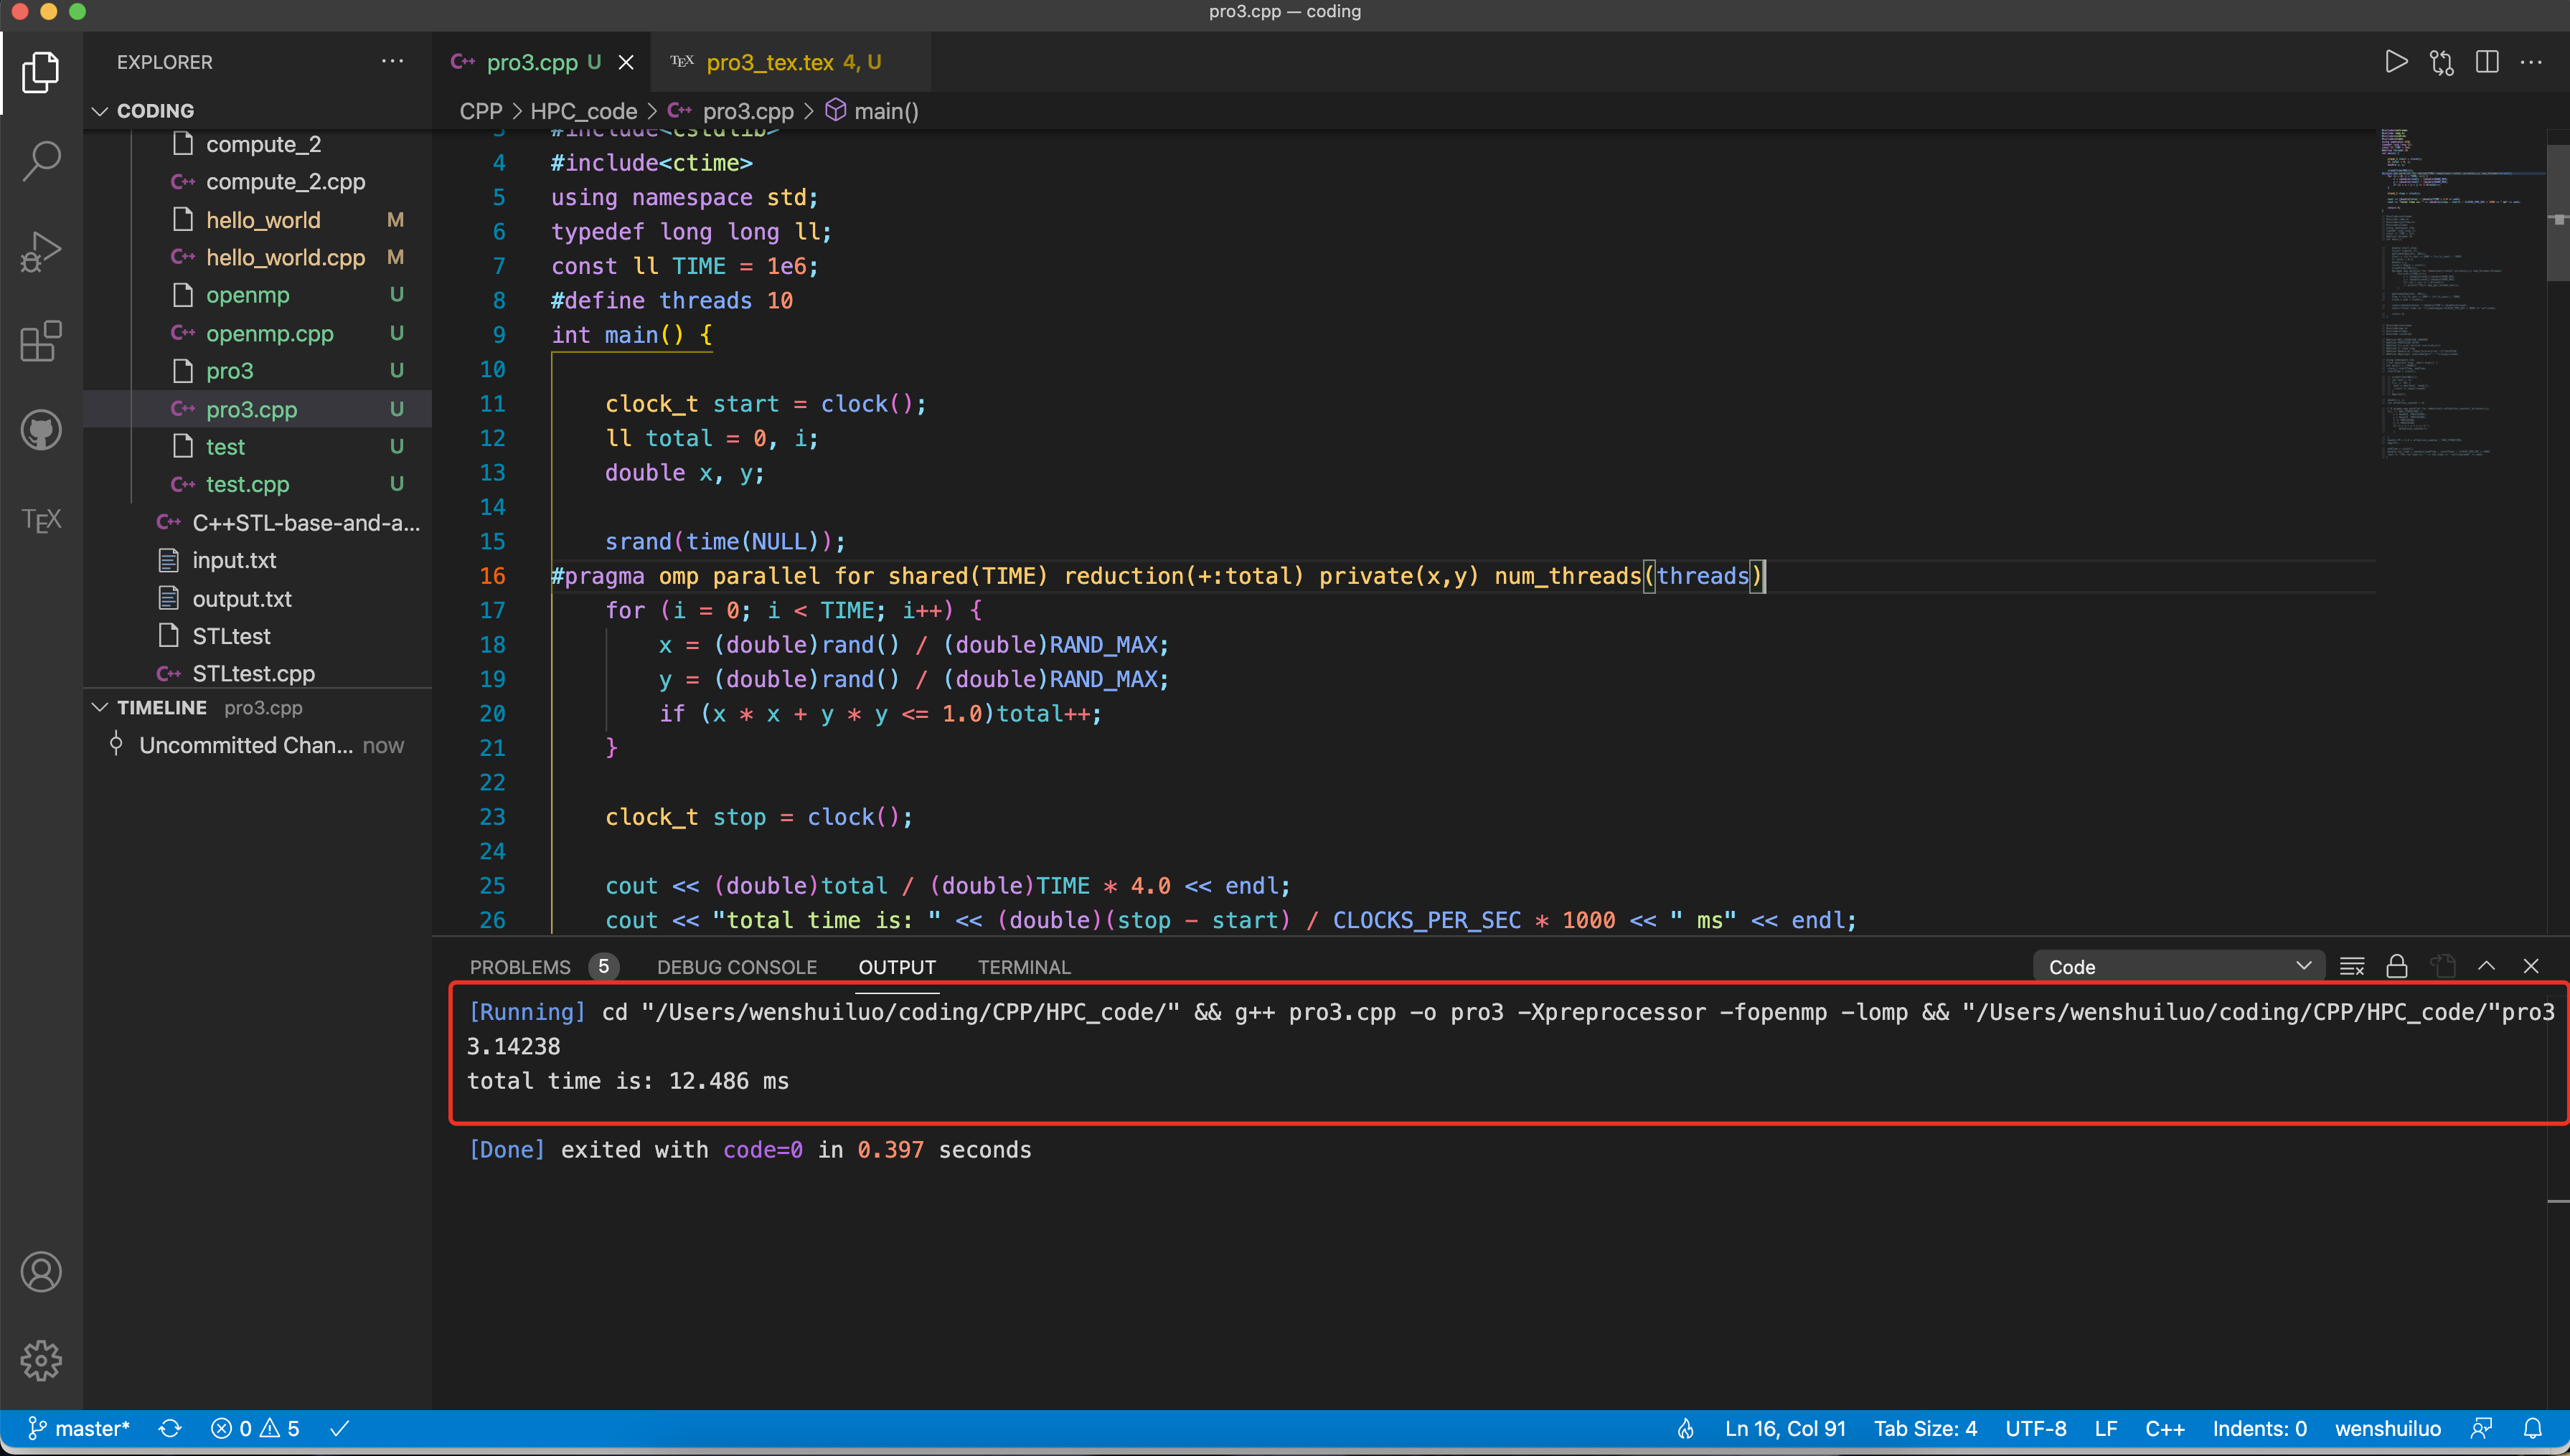 pro3.cpp — coding
EXPLORER
CODING
compute_2
compute_2.cpp
hello_world M
hello_world.cpp M
openmp U
openmp.cpp U
pro3 U
pro3.cpp U
test U
test.cpp U
C++STL-base-and-a...
input.txt
output.txt
STLtest
STLtest.cpp
TIMELINE pro3.cpp
Uncommitted Chan... now
pro3.cpp U
TEX pro3_tex.tex 4, U
CPP > HPC_code > pro3.cpp > main()
3 #include<cstdlib>
4 #include<ctime>
5 using namespace std;
6 typedef long long ll;
7 const ll TIME = 1e6;
8 #define threads 10
9 int main() {
10
11 clock_t start = clock();
12 ll total = 0, i;
13 double x, y;
14
15 srand(time(NULL));
16 #pragma omp parallel for shared(TIME) reduction(+:total) private(x,y) num_threads(threads)
17 for (i = 0; i < TIME; i++) {
18 x = (double)rand() / (double)RAND_MAX;
19 y = (double)rand() / (double)RAND_MAX;
20 if (x * x + y * y <= 1.0)total++;
21 }
22
23 clock_t stop = clock();
24
25 cout << (double)total / (double)TIME * 4.0 << endl;
26 cout << "total time is: " << (double)(stop - start) / CLOCKS_PER_SEC * 1000 << " ms" << endl;
PROBLEMS 5 DEBUG CONSOLE OUTPUT TERMINAL Code
[Running] cd "/Users/wenshuiluo/coding/CPP/HPC_code/" && g++ pro3.cpp -o pro3 -Xpreprocessor -fopenmp -lomp && "/Users/wenshuiluo/coding/CPP/HPC_code/"pro3
3.14238
total time is: 12.486 ms
[Done] exited with code=0 in 0.397 seconds
TEX
master* 0 5 Ln 16, Col 91 Tab Size: 4 UTF-8 LF C++ Indents: 0 wenshuiluo